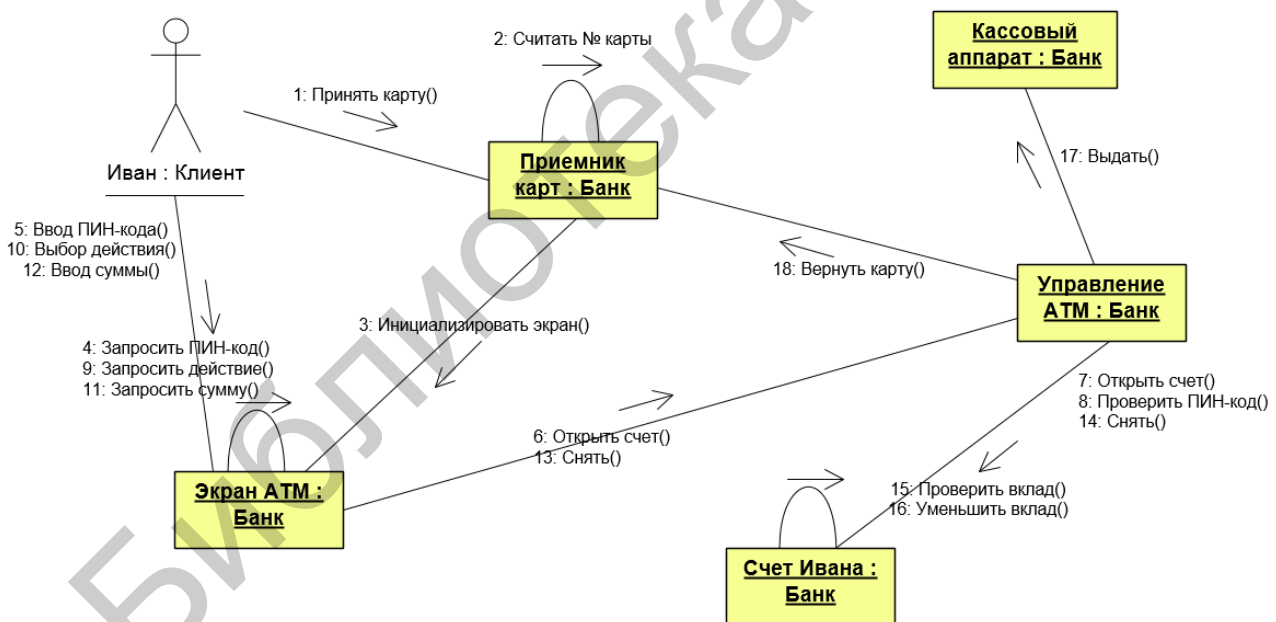 Кассовый
аппарат : Банк
2: Считать № карты
1: Принять карту()
Приемник
карт : Банк
17: Выдать()
Иван : Клиент
5: Ввод ПИН-кода()
10: Выбор действия()
12: Ввод суммы()
18: Вернуть карту()
Управление
АТМ : Банк
3: Инициализировать экран()
4: Запросить ПИН-код()
9: Запросить действие()
11: Запросить сумму()
7: Открыть счет()
8: Проверить ПИН-код()
14: Снять()
6: Открыть счет()
13: Снять()
Экран АТМ :
Банк
15: Проверить вклад()
16: Уменьшить вклад()
Счет Ивана :
Банк
Библиотека